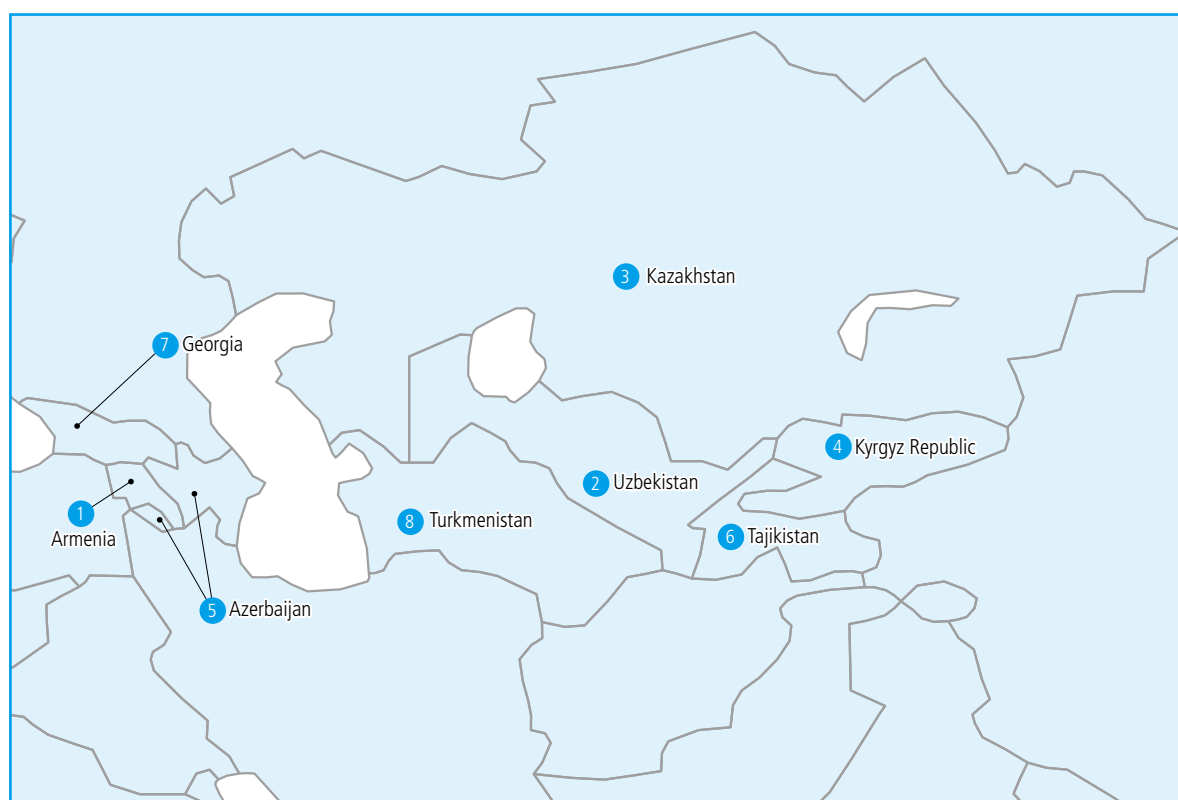 3 Kazakhstan
7 Georgia
4 Kyrgyz Republic
2 Uzbekistan
1
Armenia
8 Turkmenistan
6 Tajikistan
5 Azerbaijan